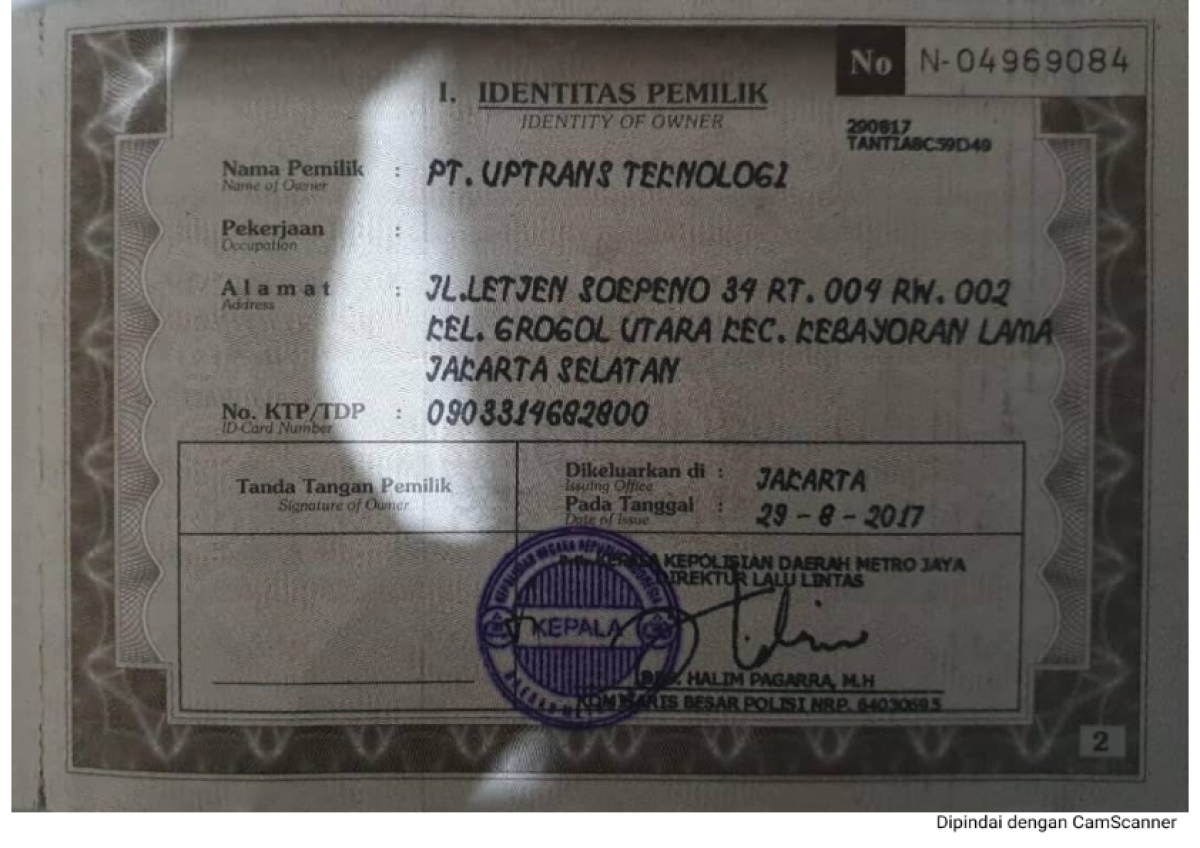 No N-04969084
I. IDENTITAS PEMILIK
IDENTITY OF OWNER
290817
TANTIABC59D49
Nama Pemilik : PT. UPTRANS TEKNOLOGI
Name of Owner
Pekerjaan :
Occupation
Alamat : JL.LETJEN SOEPENO 34 RT. 004 RW. 002
Address
KEL. GROGOL UTARA KEC. KEBAYORAN LAMA
JAKARTA SELATAN
No. KTP/TDP : 0903314682800
ID-Card Number
Tanda Tangan Pemilik
Signature of Owner
Dikeluarkan di : JAKARTA
Issuing Office
Pada Tanggal : 29 - 8 - 2017
Date of Issue
KEPALA KEPOLISIAN DAERAH METRO JAYA
DIREKTUR LALU LINTAS
KEPALA
HALIM PAGARRA, M.H
KOMISARIS BESAR POLISI NRP. 64030695
2
Dipindai dengan CamScanner